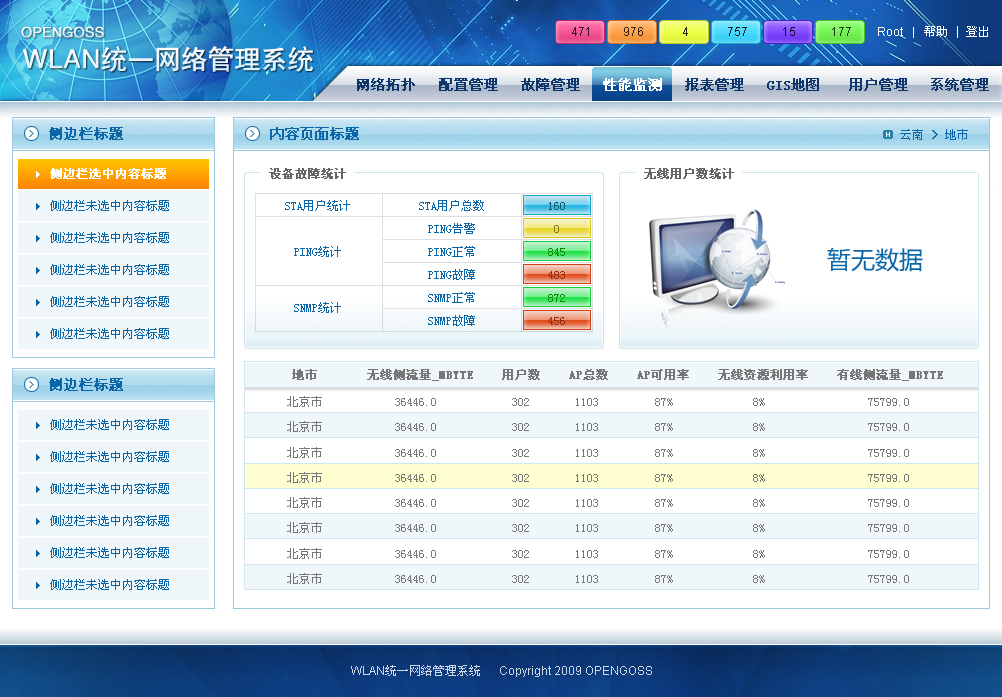 OPENGOSS
WLAN统一网络管理系统
471 976 4 757 15 177 Root | 帮助 | 登出
网络拓扑 配置管理 故障管理 性能监测 报表管理 GIS地图 用户管理 系统管理
侧边栏标题
侧边栏选中内容标题
侧边栏未选中内容标题
侧边栏未选中内容标题
侧边栏未选中内容标题
侧边栏未选中内容标题
侧边栏未选中内容标题
侧边栏标题
侧边栏未选中内容标题
侧边栏未选中内容标题
侧边栏未选中内容标题
侧边栏未选中内容标题
侧边栏未选中内容标题
侧边栏未选中内容标题
内容页面标题
H 云南 > 地市
设备故障统计
STA用户统计 STA用户总数 160
PING统计 PING告警 0
PING正常 845
PING故障 483
SNMP统计 SNMP正常 872
SNMP故障 456
无线用户数统计
暂无数据
地市 无线侧流量_MBYTE 用户数 AP总数 AP可用率 无线资源利用率 有线侧流量_MBYTE
北京市 36446.0 302 1103 87% 8% 75799.0
北京市 36446.0 302 1103 87% 8% 75799.0
北京市 36446.0 302 1103 87% 8% 75799.0
北京市 36446.0 302 1103 87% 8% 75799.0
北京市 36446.0 302 1103 87% 8% 75799.0
北京市 36446.0 302 1103 87% 8% 75799.0
北京市 36446.0 302 1103 87% 8% 75799.0
北京市 36446.0 302 1103 87% 8% 75799.0
WLAN统一网络管理系统 Copyright 2009 OPENGOSS